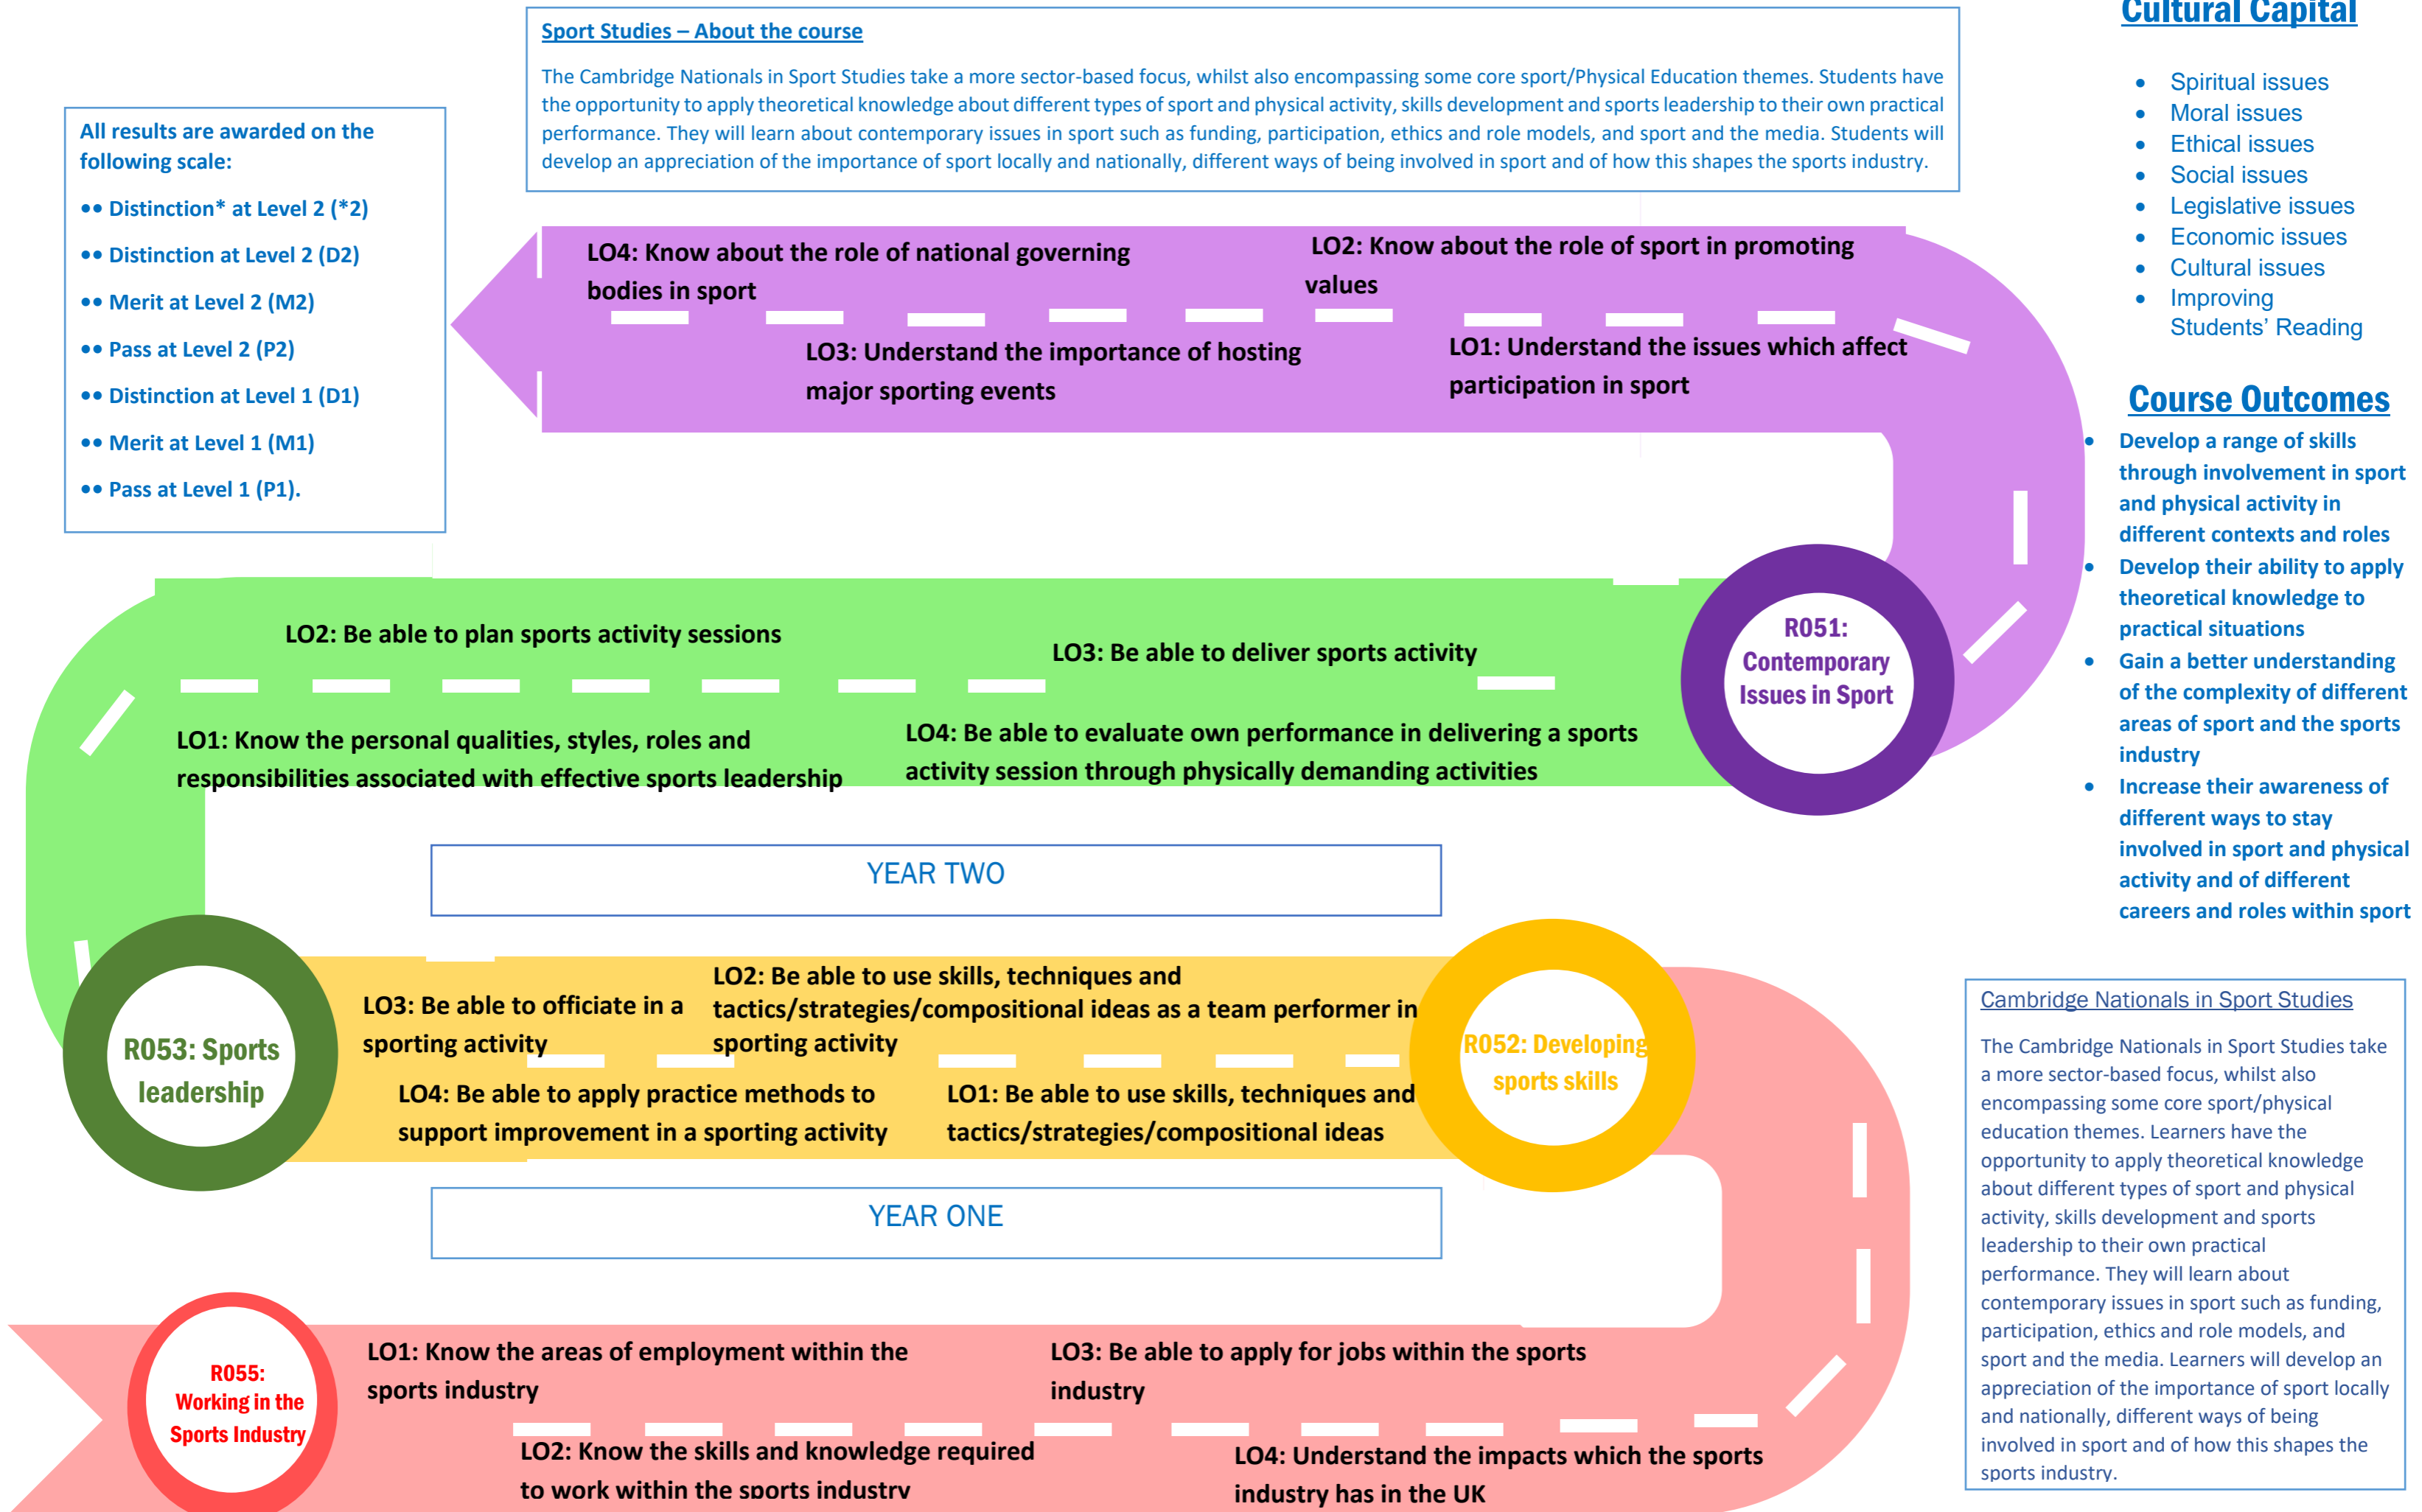 Sport Studies – About the course
The Cambridge Nationals in Sport Studies take a more sector-based focus, whilst also encompassing some core sport/Physical Education themes. Students have
the opportunity to apply theoretical knowledge about different types of sport and physical activity, skills development and sports leadership to their own practical
performance. They will learn about contemporary issues in sport such as funding, participation, ethics and role models, and sport and the media. Students will
develop an appreciation of the importance of sport locally and nationally, different ways of being involved in sport and of how this shapes the sports industry.
All results are awarded on the
following scale:
•• Distinction* at Level 2 (*2)
•• Distinction at Level 2 (D2)
•• Merit at Level 2 (M2)
•• Pass at Level 2 (P2)
•• Distinction at Level 1 (D1)
•• Merit at Level 1 (M1)
•• Pass at Level 1 (P1).
Cultural Capital
• Spiritual issues
• Moral issues
• Ethical issues
• Social issues
• Legislative issues
• Economic issues
• Cultural issues
• Improving
Students’ Reading
LO4: Know about the role of national governing
bodies in sport
LO2: Know about the role of sport in promoting
values
LO3: Understand the importance of hosting
major sporting events
LO1: Understand the issues which affect
participation in sport
Course Outcomes
• Develop a range of skills
through involvement in sport
and physical activity in
different contexts and roles
• Develop their ability to apply
theoretical knowledge to
practical situations
• Gain a better understanding
of the complexity of different
areas of sport and the sports
industry
• Increase their awareness of
different ways to stay
involved in sport and physical
activity and of different
careers and roles within sport
LO2: Be able to plan sports activity sessions
LO3: Be able to deliver sports activity
LO1: Know the personal qualities, styles, roles and
responsibilities associated with effective sports leadership
LO4: Be able to evaluate own performance in delivering a sports
activity session through physically demanding activities
R051:
Contemporary
Issues in Sport
YEAR TWO
R053: Sports
leadership
LO3: Be able to officiate in a
sporting activity
LO2: Be able to use skills, techniques and
tactics/strategies/compositional ideas as a team performer in
sporting activity
LO4: Be able to apply practice methods to
support improvement in a sporting activity
LO1: Be able to use skills, techniques and
tactics/strategies/compositional ideas
R052: Developing
sports skills
YEAR ONE
Cambridge Nationals in Sport Studies
The Cambridge Nationals in Sport Studies take
a more sector-based focus, whilst also
encompassing some core sport/physical
education themes. Learners have the
opportunity to apply theoretical knowledge
about different types of sport and physical
activity, skills development and sports
leadership to their own practical
performance. They will learn about
contemporary issues in sport such as funding,
participation, ethics and role models, and
sport and the media. Learners will develop an
appreciation of the importance of sport locally
and nationally, different ways of being
involved in sport and of how this shapes the
sports industry.
R055:
Working in the
Sports Industry
LO1: Know the areas of employment within the
sports industry
LO3: Be able to apply for jobs within the sports
industry
LO2: Know the skills and knowledge required
to work within the sports industry
LO4: Understand the impacts which the sports
industry has in the UK